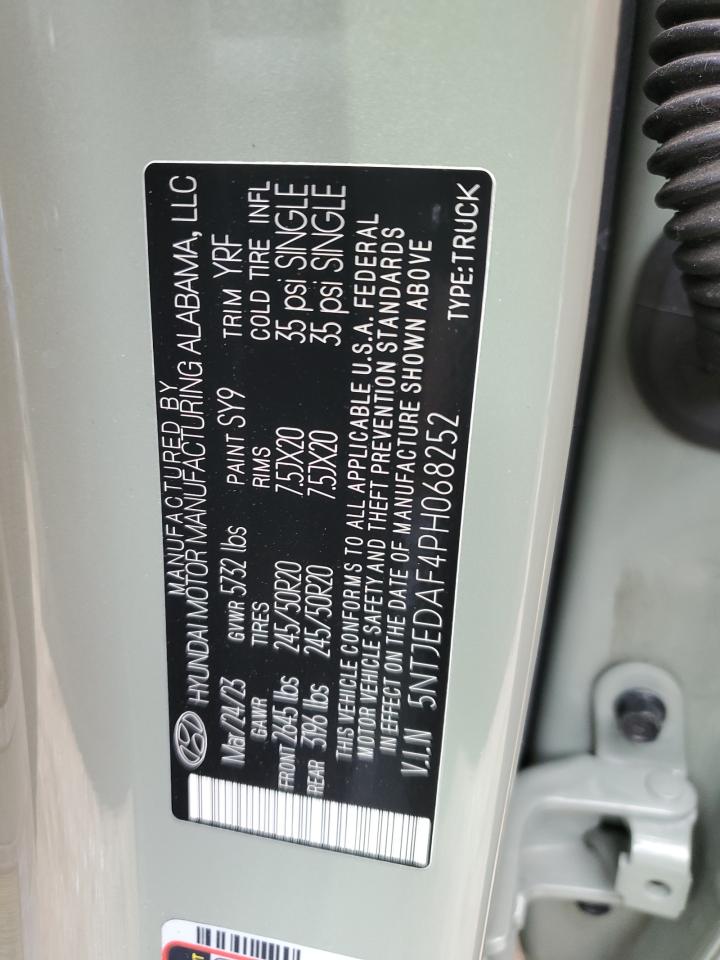 MANUFACTURED BY
HYUNDAI MOTOR MANUFACTURING ALABAMA, LLC
Mar/24/23 GVWR 5732 lbs PAINT SY9 TRIM YRF
GAWR TIRES RIMS COLD TIRE INFL
FRONT 2645 lbs 245/50R20 7.5JX20 35 psi SINGLE
REAR 3196 lbs 245/50R20 7.5JX20 35 psi SINGLE
THIS VEHICLE CONFORMS TO ALL APPLICABLE U.S.A. FEDERAL
MOTOR VEHICLE SAFETY AND THEFT PREVENTION STANDARDS
IN EFFECT ON THE DATE OF MANUFACTURE SHOWN ABOVE
V.I.N 5NTJEDAF4PH068252 TYPE:TRUCK